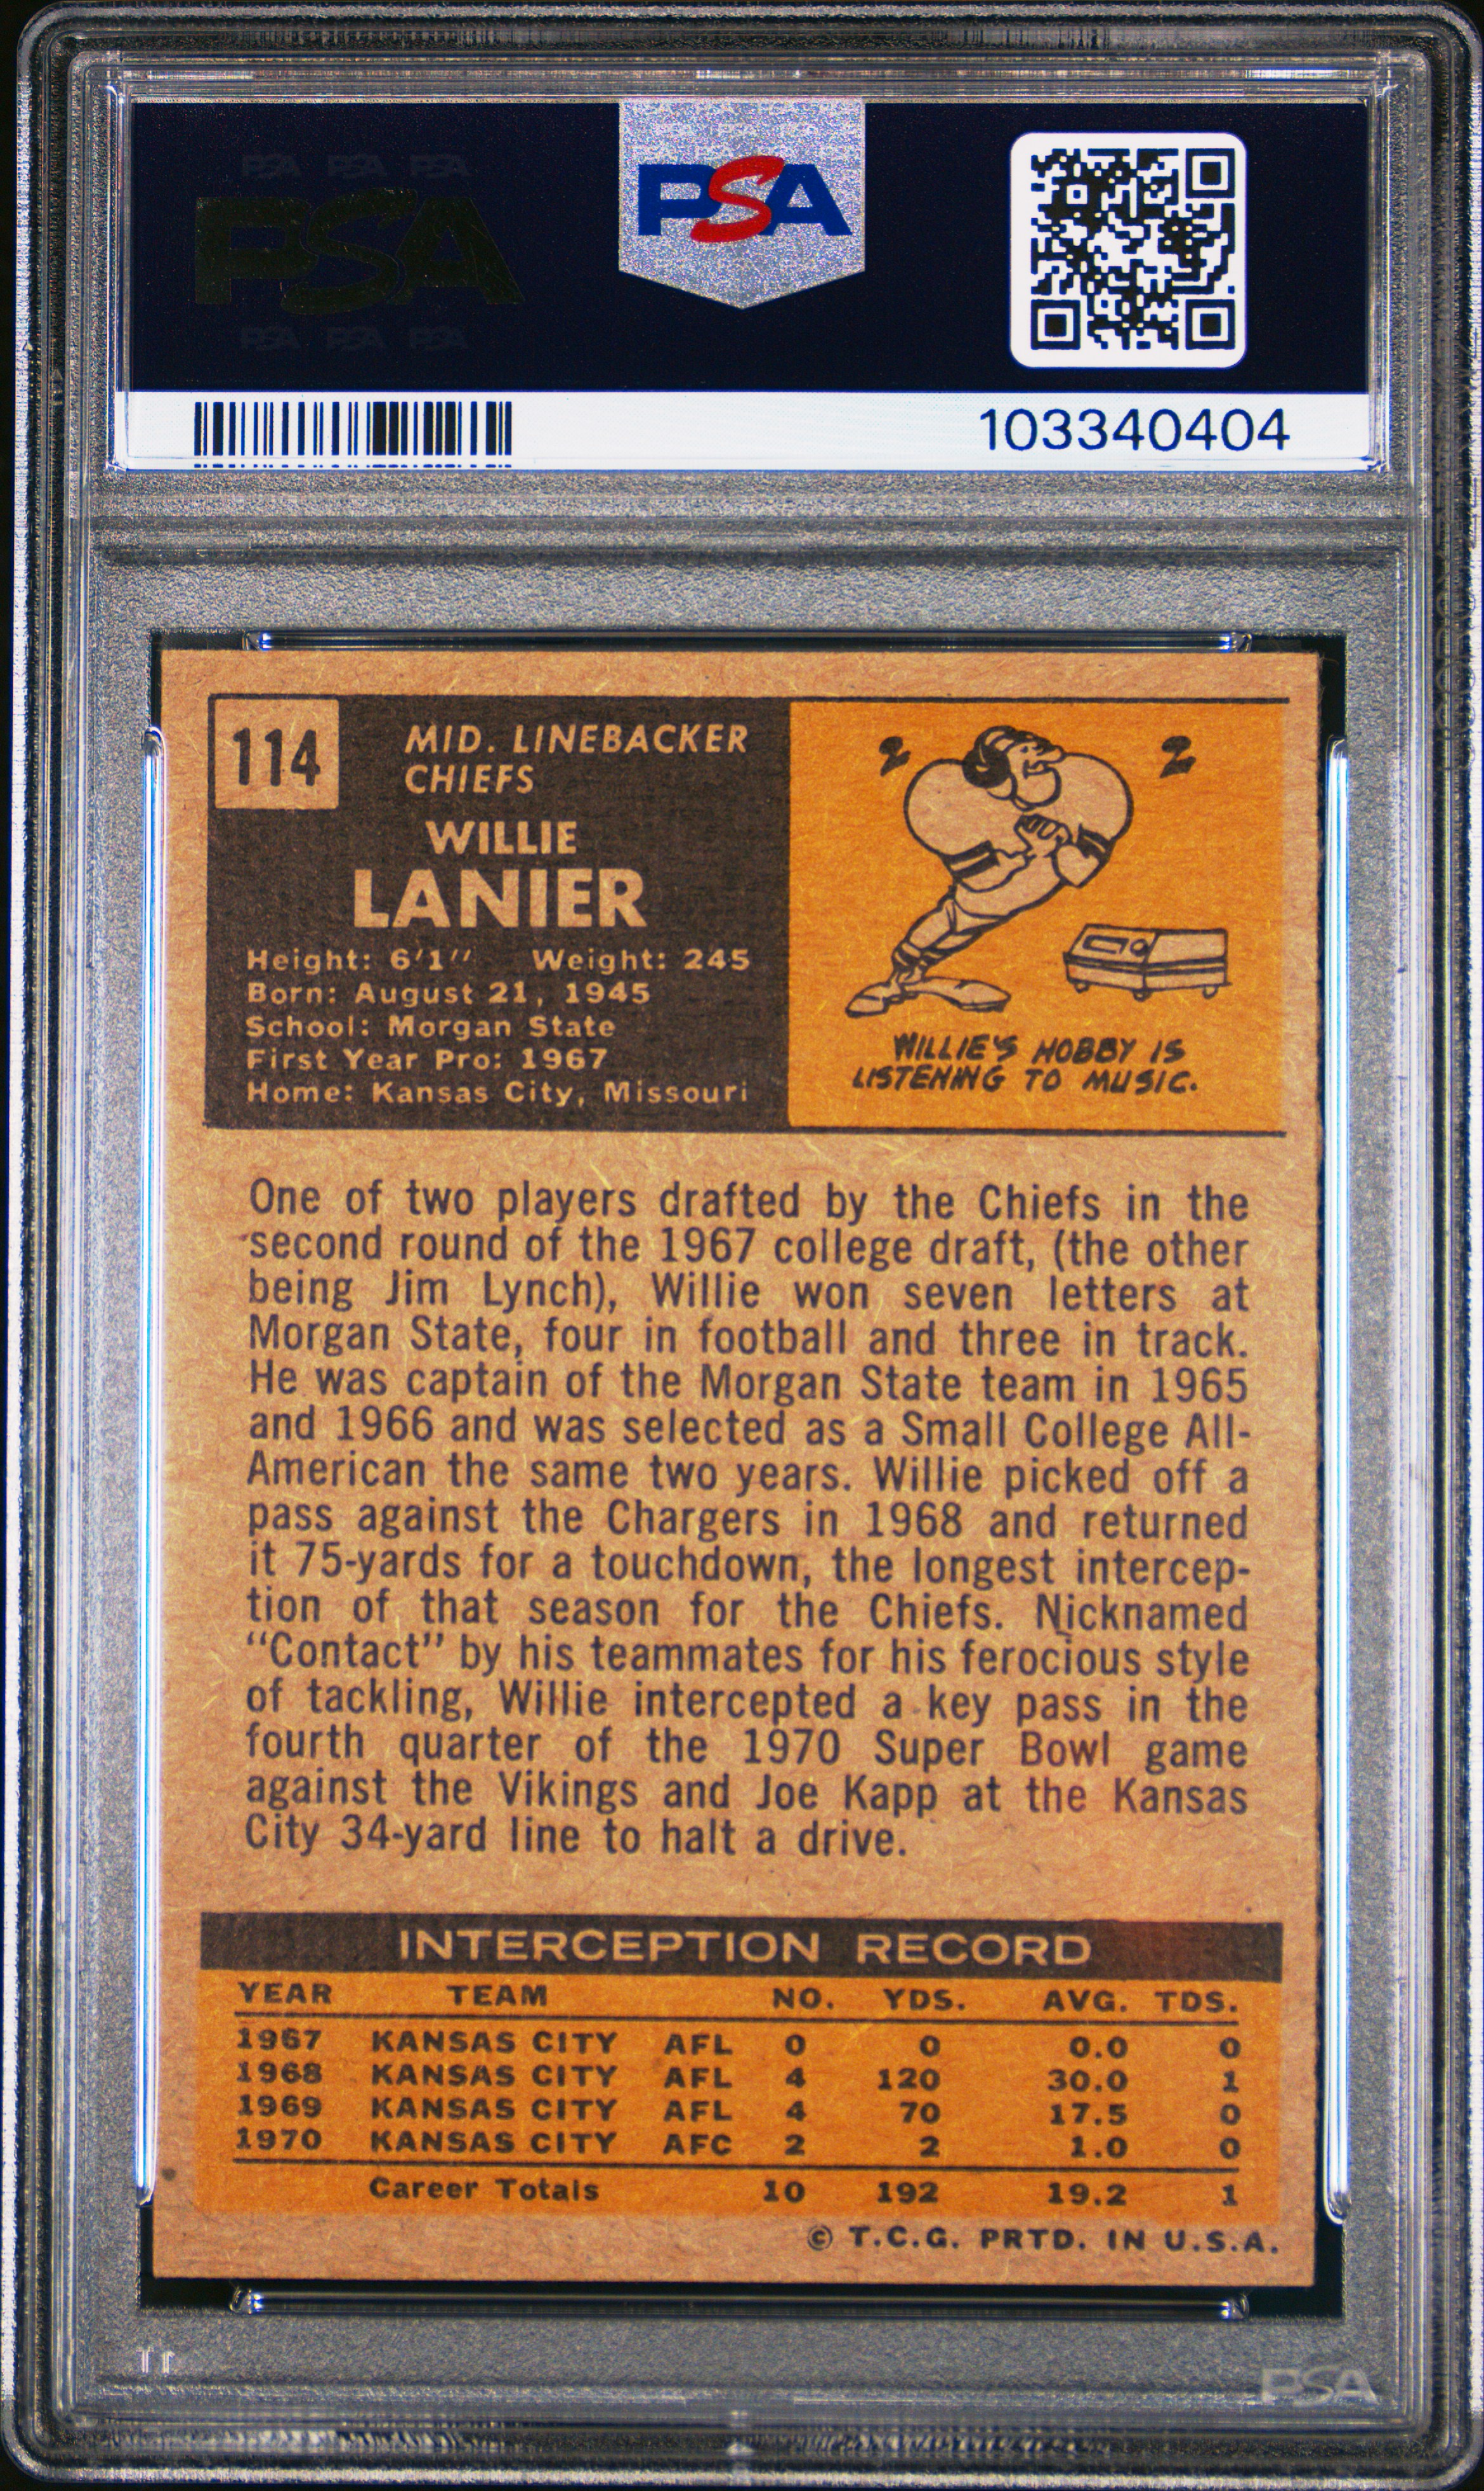 PSA PSA PSA
PSA
PSA PSA PSA
PSA
103340404
114
MID. LINEBACKER
CHIEFS
WILLIE
LANIER
Height: 6'1" Weight: 245
Born: August 21, 1945
School: Morgan State
First Year Pro: 1967
Home: Kansas City, Missouri
WILLIE'S HOBBY IS
LISTENING TO MUSIC.
One of two players drafted by the Chiefs in the
second round of the 1967 college draft, (the other
being Jim Lynch), Willie won seven letters at
Morgan State, four in football and three in track.
He was captain of the Morgan State team in 1965
and 1966 and was selected as a Small College All-
American the same two years. Willie picked off a
pass against the Chargers in 1968 and returned
it 75-yards for a touchdown, the longest intercep-
tion of that season for the Chiefs. Nicknamed
"Contact" by his teammates for his ferocious style
of tackling, Willie intercepted a key pass in the
fourth quarter of the 1970 Super Bowl game
against the Vikings and Joe Kapp at the Kansas
City 34-yard line to halt a drive.
INTERCEPTION RECORD
YEAR TEAM NO. YDS. AVG. TDS.
1967 KANSAS CITY AFL 0 0 0.0 0
1968 KANSAS CITY AFL 4 120 30.0 1
1969 KANSAS CITY AFL 4 70 17.5 0
1970 KANSAS CITY AFC 2 2 1.0 0
Career Totals 10 192 19.2 1
© T.C.G. PRTD. IN U.S.A.
PSA